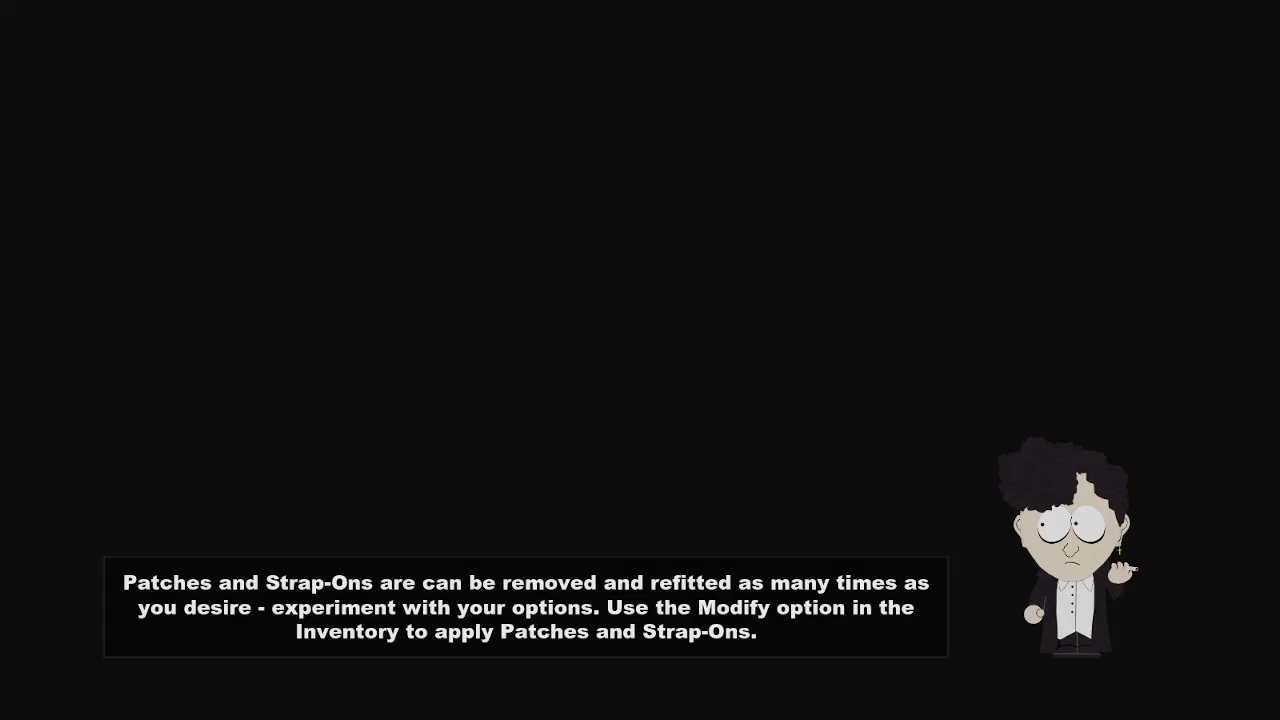 Patches and Strap-Ons are can be removed and refitted as many times as
you desire - experiment with your options. Use the Modify option in the
Inventory to apply Patches and Strap-Ons.